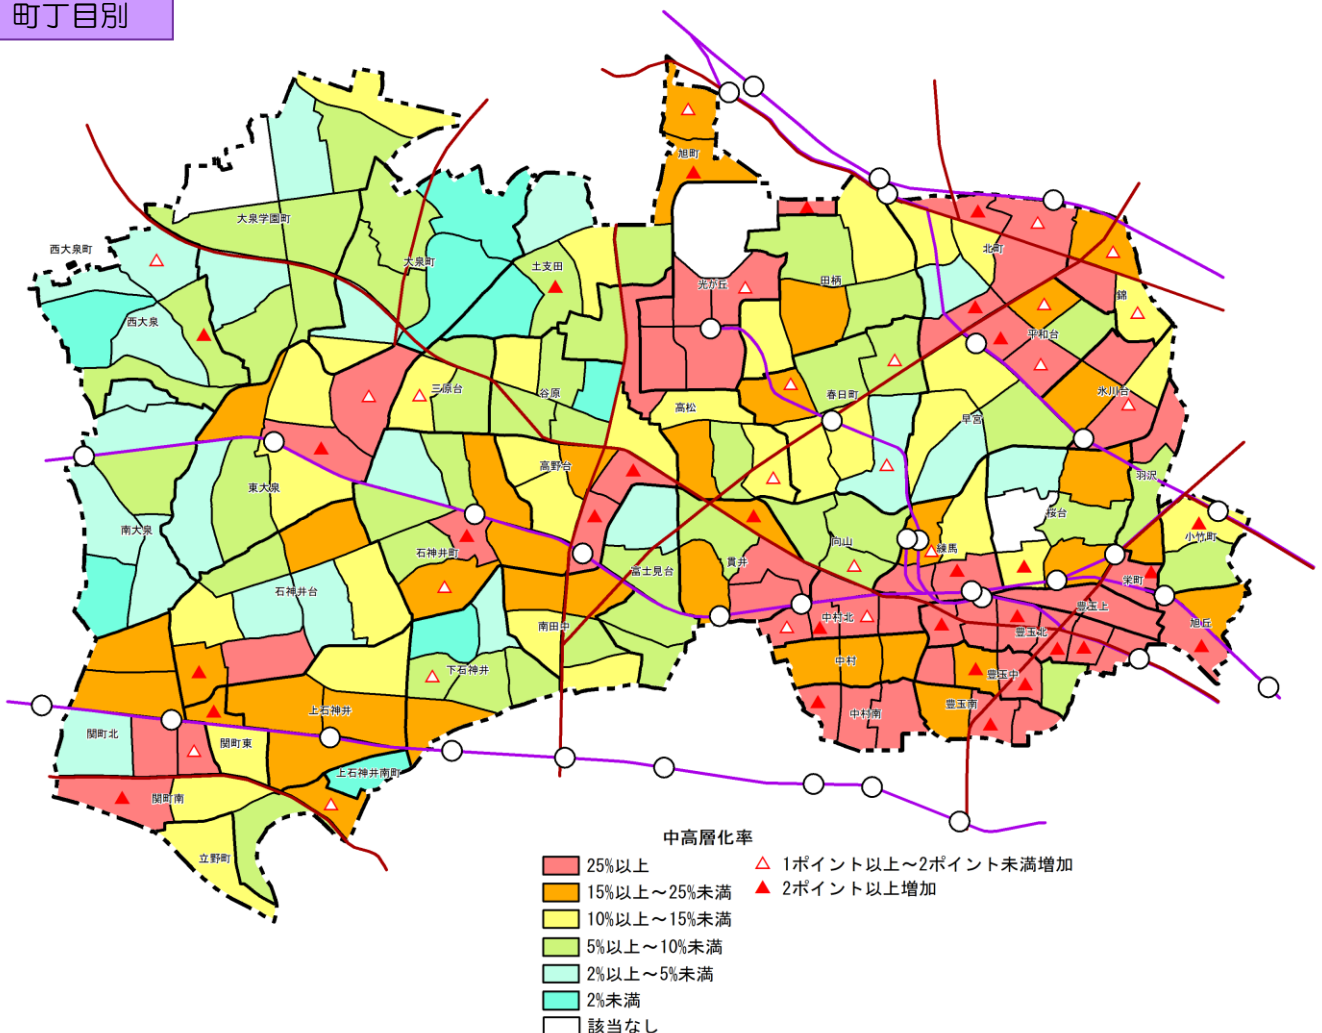 町丁目別
旭町
大泉学園町
西大泉町
大泉町
土支田
北町
田柄
光が丘
錦
西大泉
平和台
三原台
谷原
春日町
氷川台
高松
早宮
高野台
羽沢
東大泉
桜台
南大泉
小竹町
石神井町
向山
練馬
貫井
富士見台
栄町
石神井台
豊玉上
中村北
旭丘
南田中
豊玉北
中村
下石神井
豊玉中
豊玉南
上石神井
中村南
関町北
関町東
上石神井南町
関町南
立野町
中高層化率
25%以上
15%以上～25%未満
10%以上～15%未満
5%以上～10%未満
2%以上～5%未満
2%未満
該当なし
1ポイント以上～2ポイント未満増加
2ポイント以上増加